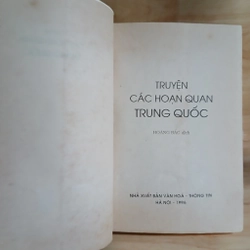 TRUYỆN
CÁC HOẠN QUAN
TRUNG QUỐC
NHÀ XUẤT BẢN VĂN HOÁ - THÔNG TIN
HÀ NỘI -